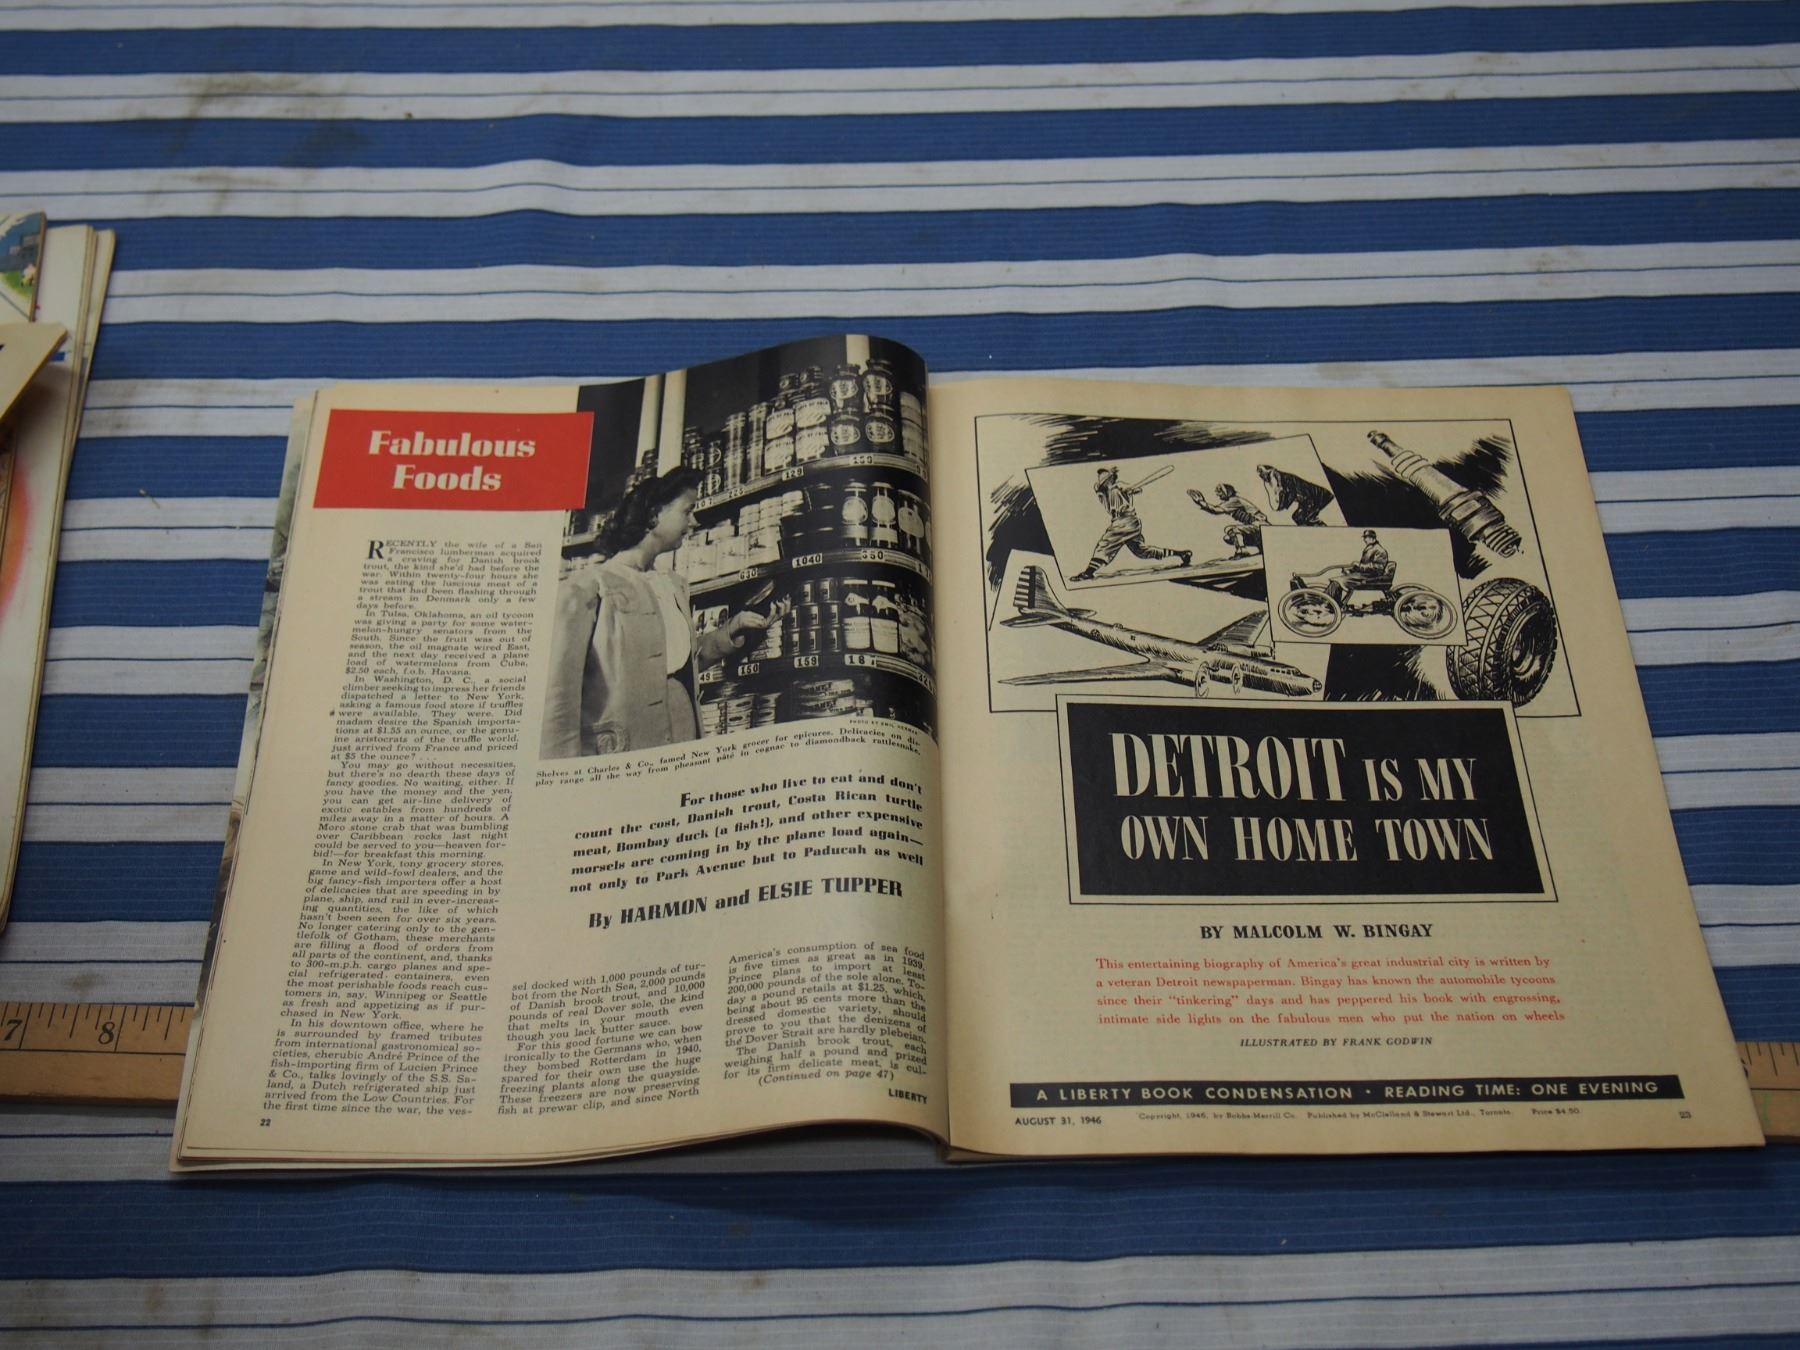 Fabulous
Foods
RECENTLY the wife of a San
Francisco lumberman acquired
a craving for Danish brook
trout, the kind she'd had before the
war. Within twenty-four hours she
was eating the luscious meat of a
trout that had been flashing through
a stream in Denmark only a few
days before.
In Tulsa, Oklahoma, an oil tycoon
was giving a party for some water-
melon-hungry senators from the
South. Since the fruit was out of
season, the oil magnate wired East,
and the next day received a plane
load of watermelons from Cuba,
$2.50 each, f.o.b. Havana.
In Washington, D. C., a social
climber seeking to impress her friends
dispatched a letter to New York,
asking a famous food store if truffles
were available. They were. Did
madam desire the Spanish importa-
tions at $1.55 an ounce, or the genu-
ine aristocrats of the truffle world,
just arrived from France and priced
at $5 the ounce? . . .
You may go without necessities,
but there's no dearth these days of
fancy goodies. No waiting, either. If
you have the money and the yen,
you can get air-line delivery of
exotic eatables from hundreds of
miles away in a matter of hours. A
Moro stone crab that was bumbling
over Caribbean rocks last night
could be served to you—heaven for-
bid!—for breakfast this morning.
In New York, tony grocery stores,
game and wild-fowl dealers, and the
big fancy-fish importers offer a host
of delicacies that are speeding in by
plane, ship, and rail in ever-increas-
ing quantities, the like of which
hasn't been seen for over six years.
No longer catering only to the gen-
tlefolk of Gotham, these merchants
are filling a flood of orders from
all parts of the continent, and, thanks
to 300-m.p.h. cargo planes and spe-
cial refrigerated containers, even
the most perishable foods reach cus-
tomers in, say, Winnipeg or Seattle
as fresh and appetizing as if pur-
chased in New York.
In his downtown office, where he
is surrounded by framed tributes
from international gastronomical so-
cieties, cherubic André Prince of the
fish-importing firm of Lucien Prince
& Co., talks lovingly of the S.S. Sa-
land, a Dutch refrigerated ship just
arrived from the Low Countries. For
the first time since the war, the ves-
22
129
150
1040
350
630
150
159
187
49
PHOTO BY EMIL
Shelves at Charles & Co., famed New York grocer for epicures. Delicacies on dis-
play range all the way from pheasant pâté in cognac to diamondback rattlesnake.
For those who live to eat and don't
count the cost, Danish trout, Costa Rican turtle
meat, Bombay duck (a fish!), and other expensive
morsels are coming in by the plane load again—
not only to Park Avenue but to Paducah as well
By HARMON and ELSIE TUPPER
sel docked with 1,000 pounds of tur-
bot from the North Sea, 2,000 pounds
of Danish brook trout, and 10,000
pounds of real Dover sole, the kind
that melts in your mouth even
though you lack butter sauce.
For this good fortune we can bow
ironically to the Germans who, when
they bombed Rotterdam in 1940,
spared for their own use the huge
freezing plants along the quayside.
These freezers are now preserving
fish at prewar clip, and since North
America's consumption of sea food
is five times as great as in 1939,
Prince plans to import at least
200,000 pounds of the sole alone. To-
day a pound retails at $1.25, which,
being about 95 cents more than the
dressed domestic variety, should
prove to you that the denizens of
the Dover Strait are hardly plebeian.
The Danish brook trout, each
weighing half a pound and prized
for its firm delicate meat, is cul-
(Continued on page 47)
LIBERTY
DETROIT IS MY
OWN HOME TOWN
BY MALCOLM W. BINGAY
This entertaining biography of America's great industrial city is written by
a veteran Detroit newspaperman. Bingay has known the automobile tycoons
since their "tinkering" days and has peppered his book with engrossing,
intimate side lights on the fabulous men who put the nation on wheels
ILLUSTRATED BY FRANK GODWIN
A LIBERTY BOOK CONDENSATION • READING TIME: ONE EVENING
AUGUST 31, 1946 Copyright, 1946, by Bobbs-Merrill Co. Published by McClelland & Stewart Ltd., Toronto. Price $4.50. 23
7 8